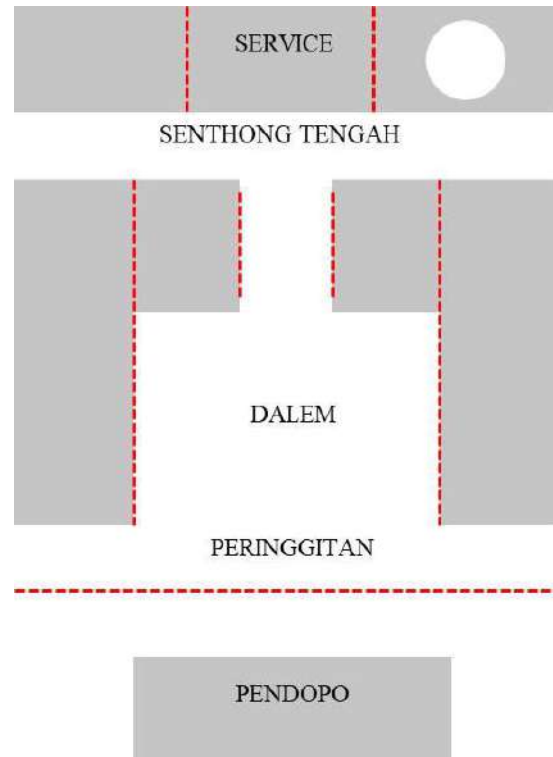 SERVICE
SENTHONG TENGAH
DALEM
PERINGGITAN
PENDOPO